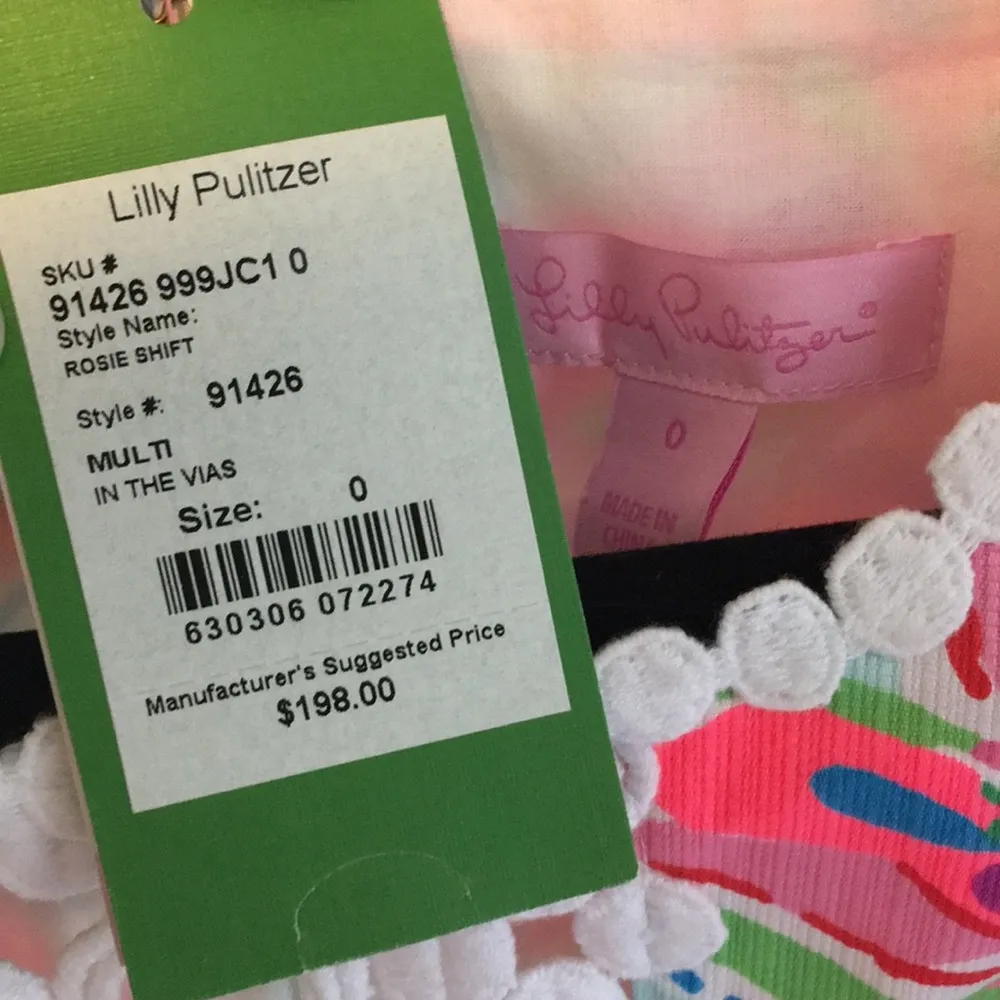 Lilly Pulitzer
SKU #
91426 999JC1 0
Style Name:
ROSIE SHIFT
Style #: 91426
MULTI
IN THE VIAS
Size: 0
630306 072274
Manufacturer's Suggested Price
$198.00
Lilly Pulitzer®
0
MADE IN
CHINA